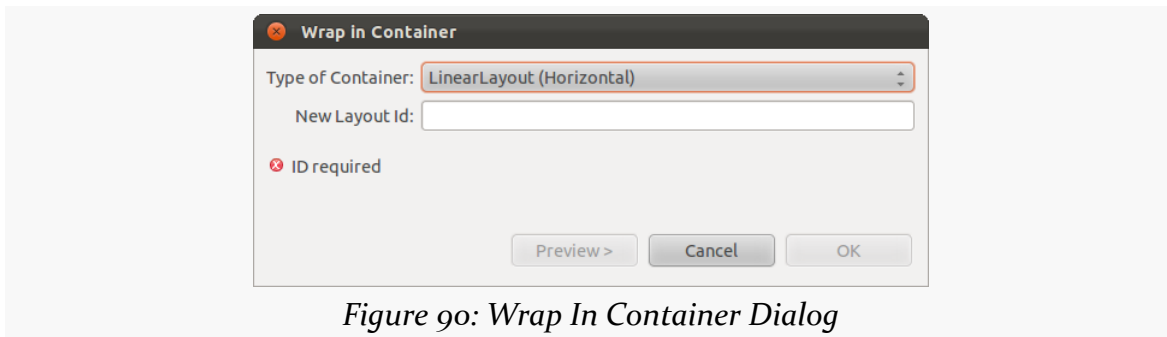 Wrap in Container
Type of Container: LinearLayout (Horizontal)
New Layout Id:
ID required
Preview > Cancel OK
Figure 90: Wrap In Container Dialog